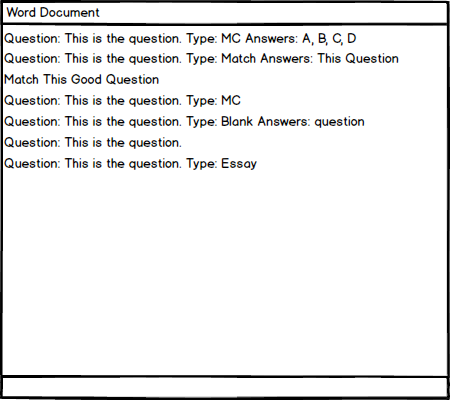 Word Document
Question: This is the question. Type: MC Answers: A, B, C, D
Question: This is the question. Type: Match Answers: This Question
Match This Good Question
Question: This is the question. Type: MC
Question: This is the question. Type: Blank Answers: question
Question: This is the question.
Question: This is the question. Type: Essay